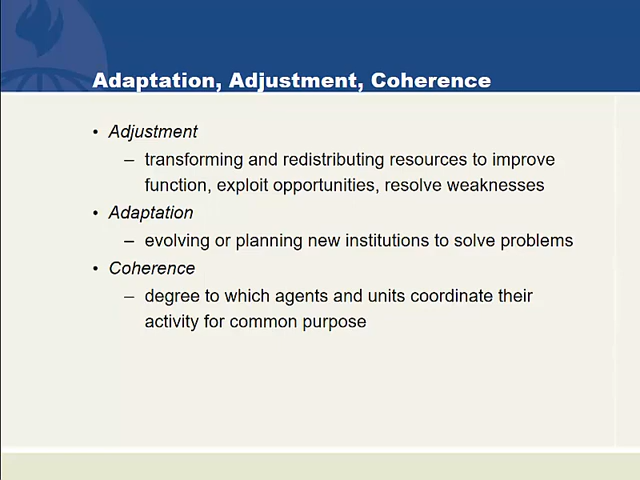 Adaptation, Adjustment, Coherence
• Adjustment
– transforming and redistributing resources to improve
function, exploit opportunities, resolve weaknesses
• Adaptation
– evolving or planning new institutions to solve problems
• Coherence
– degree to which agents and units coordinate their
activity for common purpose